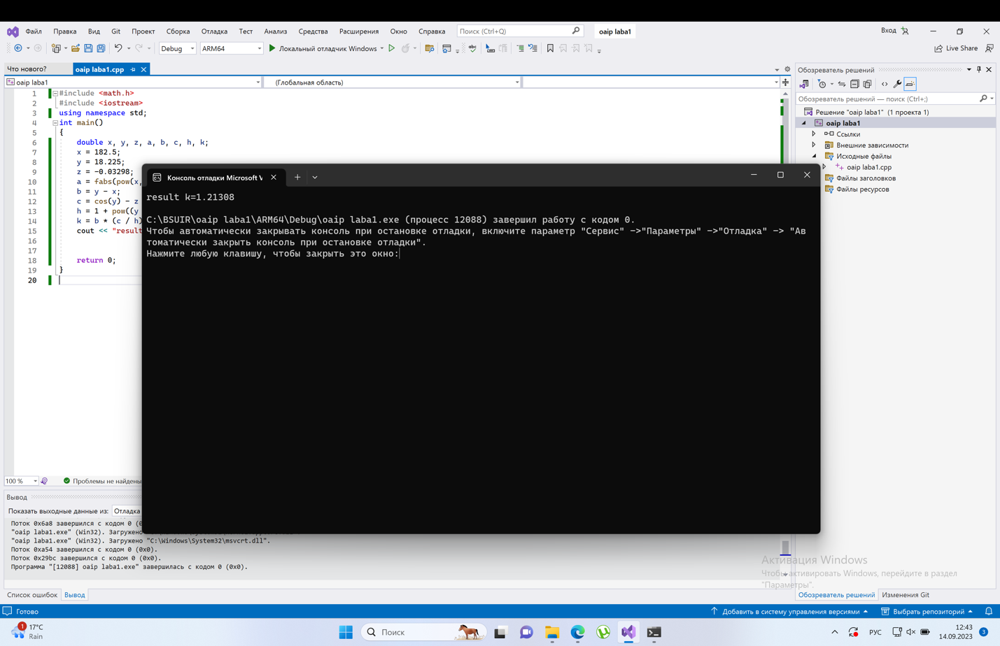 Файл Правка Вид Git Проект Сборка Отладка Тест Анализ Средства Расширения Окно Справка Поиск (Ctrl+Q) oaip laba1 Вход
Debug ARM64 Локальный отладчик Windows Live Share
Что нового? oaip laba1.cpp
oaip laba1 (Глобальная область)
1 #include <math.h>
2 #include <iostream>
3 using namespace std;
4 int main()
5 {
6 double x, y, z, a, b, c, h, k;
7 x = 182.5;
8 y = 18.225;
9 z = -0.03298;
10 a = fabs(pow(x,
11 b = y - x;
12 c = cos(y) - z
13 h = 1 + pow((y
14 k = b * (c / h)
15 cout << "result
16
17
18 return 0;
19 }
20
Консоль отладки Microsoft V
result k=1.21308
C:\BSUIR\oaip laba1\ARM64\Debug\oaip laba1.exe (процесс 12088) завершил работу с кодом 0.
Чтобы автоматически закрывать консоль при остановке отладки, включите параметр "Сервис" ->"Параметры" ->"Отладка" -> "Ав
томатически закрыть консоль при остановке отладки".
Нажмите любую клавишу, чтобы закрыть это окно:
Обозреватель решений
Обозреватель решений — поиск (Ctrl+;)
Решение "oaip laba1" (1 проекта 1)
oaip laba1
Ссылки
Внешние зависимости
Исходные файлы
oaip laba1.cpp
Файлы заголовков
Файлы ресурсов
100 % Проблемы не найдены
Вывод
Показать выходные данные из: Отладка
Поток 0x6a8 завершился с кодом 0
"oaip laba1.exe" (Win32). Загружено
"oaip laba1.exe" (Win32). Загружено "C:\Windows\System32\msvcrt.dll".
Поток 0xa54 завершился с кодом 0 (0x0).
Поток 0x29bc завершился с кодом 0 (0x0).
Программа "[12088] oaip laba1.exe" завершилась с кодом 0 (0x0).
Активация Windows
Чтобы активировать Windows, перейдите в раздел
"Параметры".
Список ошибок Вывод
Обозреватель решений Изменения Git
Готово Добавить в систему управления версиями Выбрать репозиторий
1 17°C
Rain
Поиск
РУС
12:43
14.09.2023
3